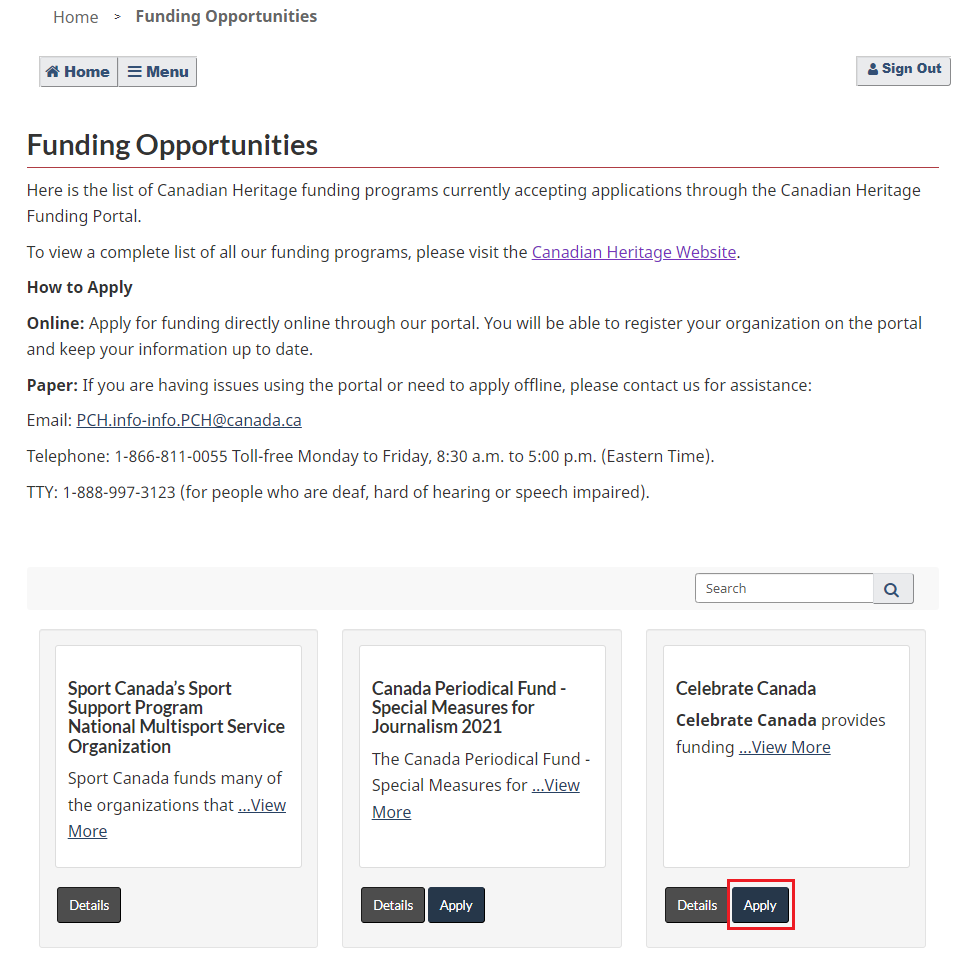 Home > Funding Opportunities
Home Menu Sign Out
Funding Opportunities
Here is the list of Canadian Heritage funding programs currently accepting applications through the Canadian Heritage
Funding Portal.
To view a complete list of all our funding programs, please visit the Canadian Heritage Website.
How to Apply
Online: Apply for funding directly online through our portal. You will be able to register your organization on the portal
and keep your information up to date.
Paper: If you are having issues using the portal or need to apply offline, please contact us for assistance:
Email: PCH.info-info.PCH@canada.ca
Telephone: 1-866-811-0055 Toll-free Monday to Friday, 8:30 a.m. to 5:00 p.m. (Eastern Time).
TTY: 1-888-997-3123 (for people who are deaf, hard of hearing or speech impaired).
Search
Sport Canada’s Sport
Support Program
National Multisport Service
Organization
Sport Canada funds many of
the organizations that ...View
More
Details
Canada Periodical Fund -
Special Measures for
Journalism 2021
The Canada Periodical Fund -
Special Measures for ...View
More
Details Apply
Celebrate Canada
Celebrate Canada provides
funding ...View More
Details Apply